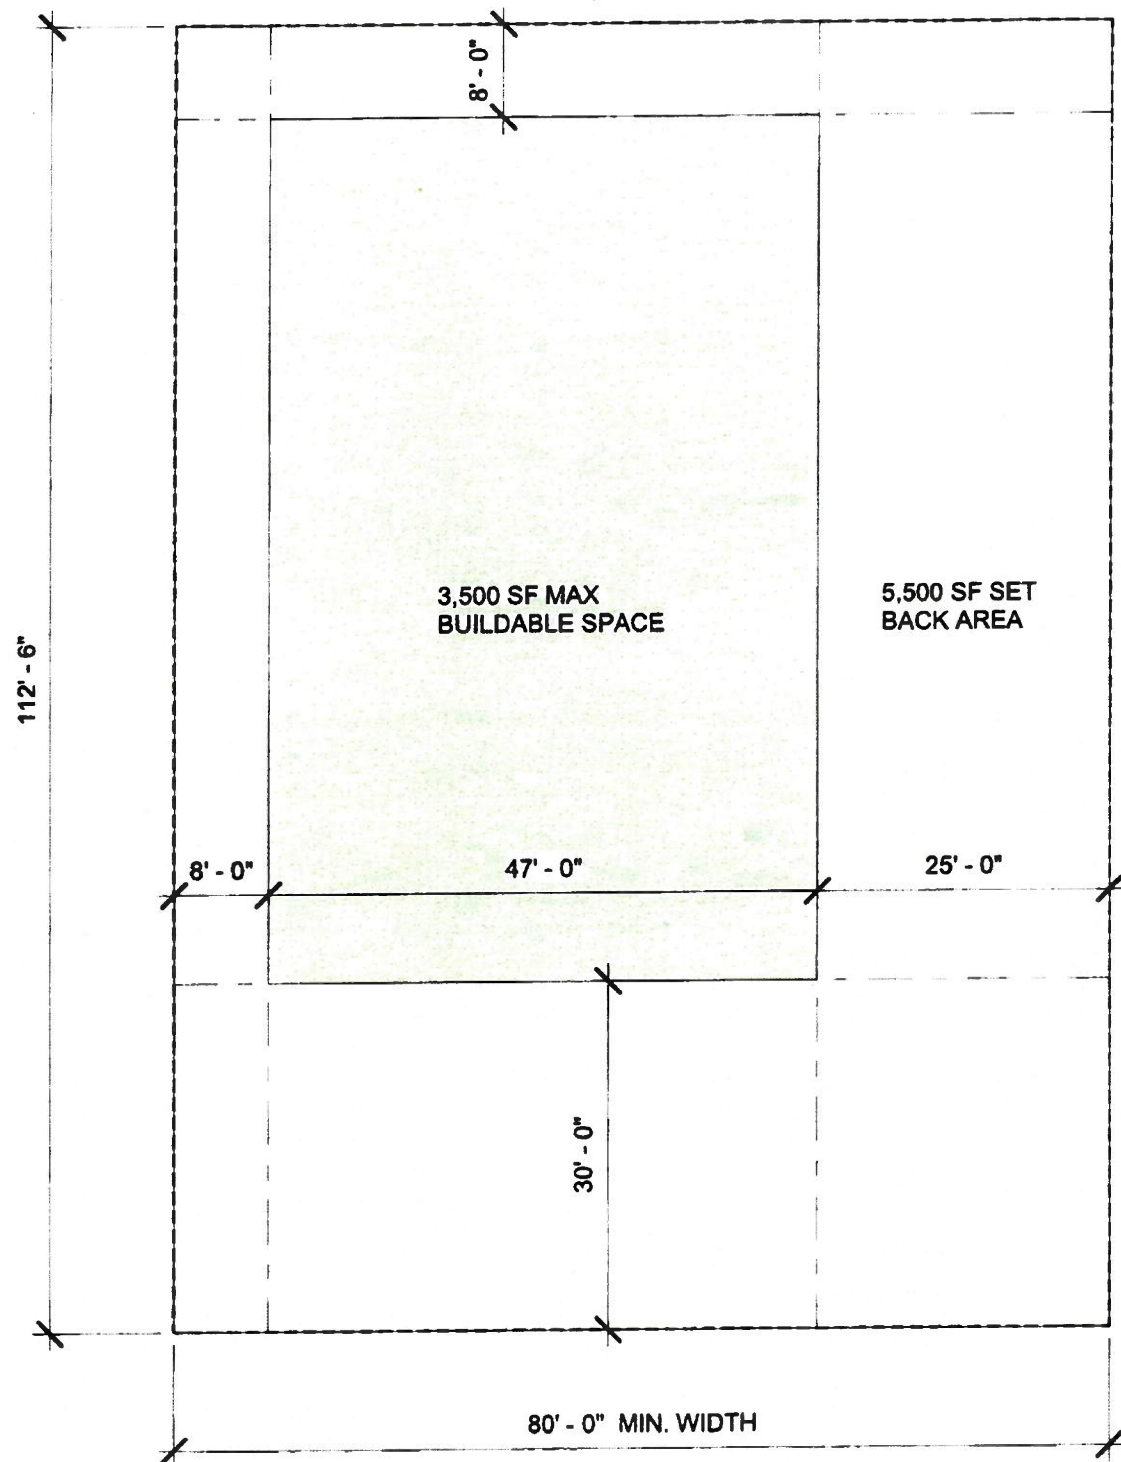 8' - 0"
3,500 SF MAX
BUILDABLE SPACE
5,500 SF SET
BACK AREA
112' - 6"
8' - 0"
47' - 0"
25' - 0"
30' - 0"
80' - 0" MIN. WIDTH